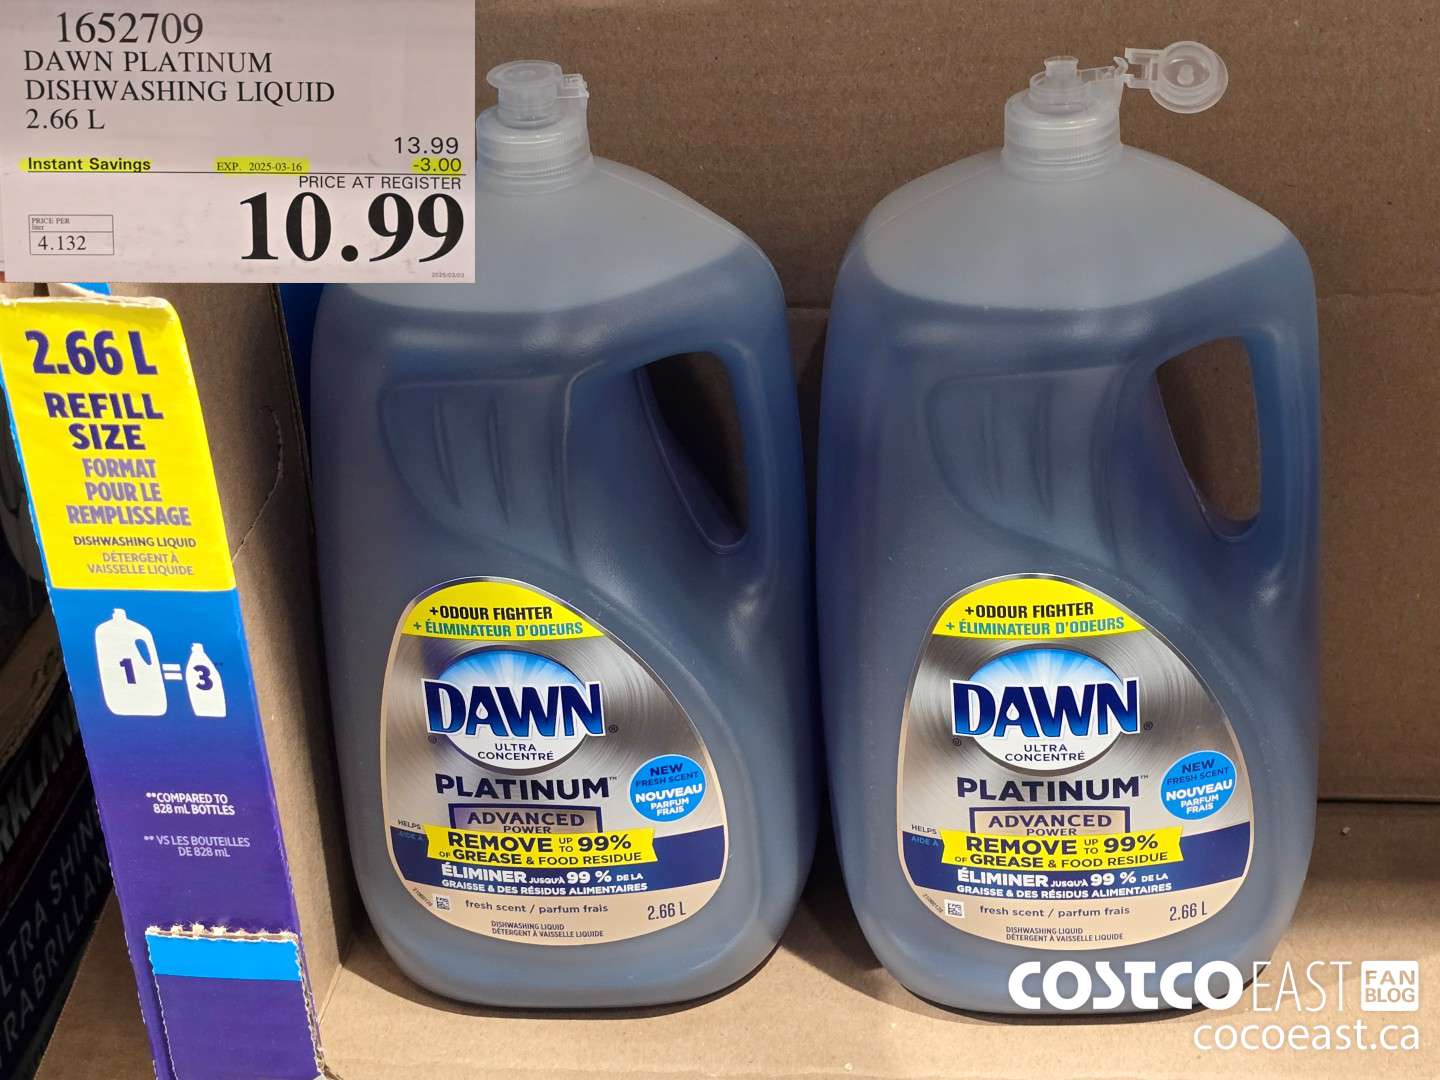 1652709
DAWN PLATINUM
DISHWASHING LIQUID
2.66 L
13.99
Instant Savings EXP. 2025-03-16 -3.00
PRICE AT REGISTER
10.99
PRICE PER
liter
4.132
2025/03/03
2.66 L
REFILL
SIZE
FORMAT
POUR LE
REMPLISSAGE
DISHWASHING LIQUID
DÉTERGENT À
VAISSELLE LIQUIDE
1 = 3
**COMPARED TO
828 mL BOTTLES
** VS LES BOUTEILLES
DE 828 mL
+ODOUR FIGHTER
+ ÉLIMINATEUR D'ODEURS
DAWN
ULTRA
CONCENTRÉ
PLATINUM™
ADVANCED
POWER
NEW
FRESH SCENT
NOUVEAU
PARFUM
FRAIS
HELPS
AIDE À
REMOVE UP TO 99%
OF GREASE & FOOD RESIDUE
ÉLIMINER JUSQU'À 99 % DE LA
GRAISSE & DES RÉSIDUS ALIMENTAIRES
fresh scent / parfum frais
2.66 L
DISHWASHING LIQUID
DÉTERGENT À VAISSELLE LIQUIDE
+ODOUR FIGHTER
+ ÉLIMINATEUR D'ODEURS
DAWN
ULTRA
CONCENTRÉ
PLATINUM™
ADVANCED
POWER
NEW
FRESH SCENT
NOUVEAU
PARFUM
FRAIS
HELPS
AIDE À
REMOVE UP TO 99%
OF GREASE & FOOD RESIDUE
ÉLIMINER JUSQU'À 99 % DE LA
GRAISSE & DES RÉSIDUS ALIMENTAIRES
fresh scent / parfum frais
2.66 L
DISHWASHING LIQUID
DÉTERGENT À VAISSELLE LIQUIDE
COSTCO EAST FAN BLOG
cocoeast.ca